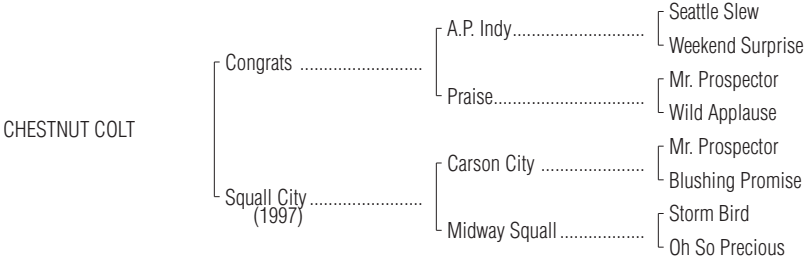 Seattle Slew
A.P. Indy..............................
Weekend Surprise
Congrats ..........................
Mr. Prospector
Praise.................................
Wild Applause
CHESTNUT COLT
Mr. Prospector
Carson City ......................
Blushing Promise
Squall City ........................
(1997)
Storm Bird
Midway Squall ..................
Oh So Precious